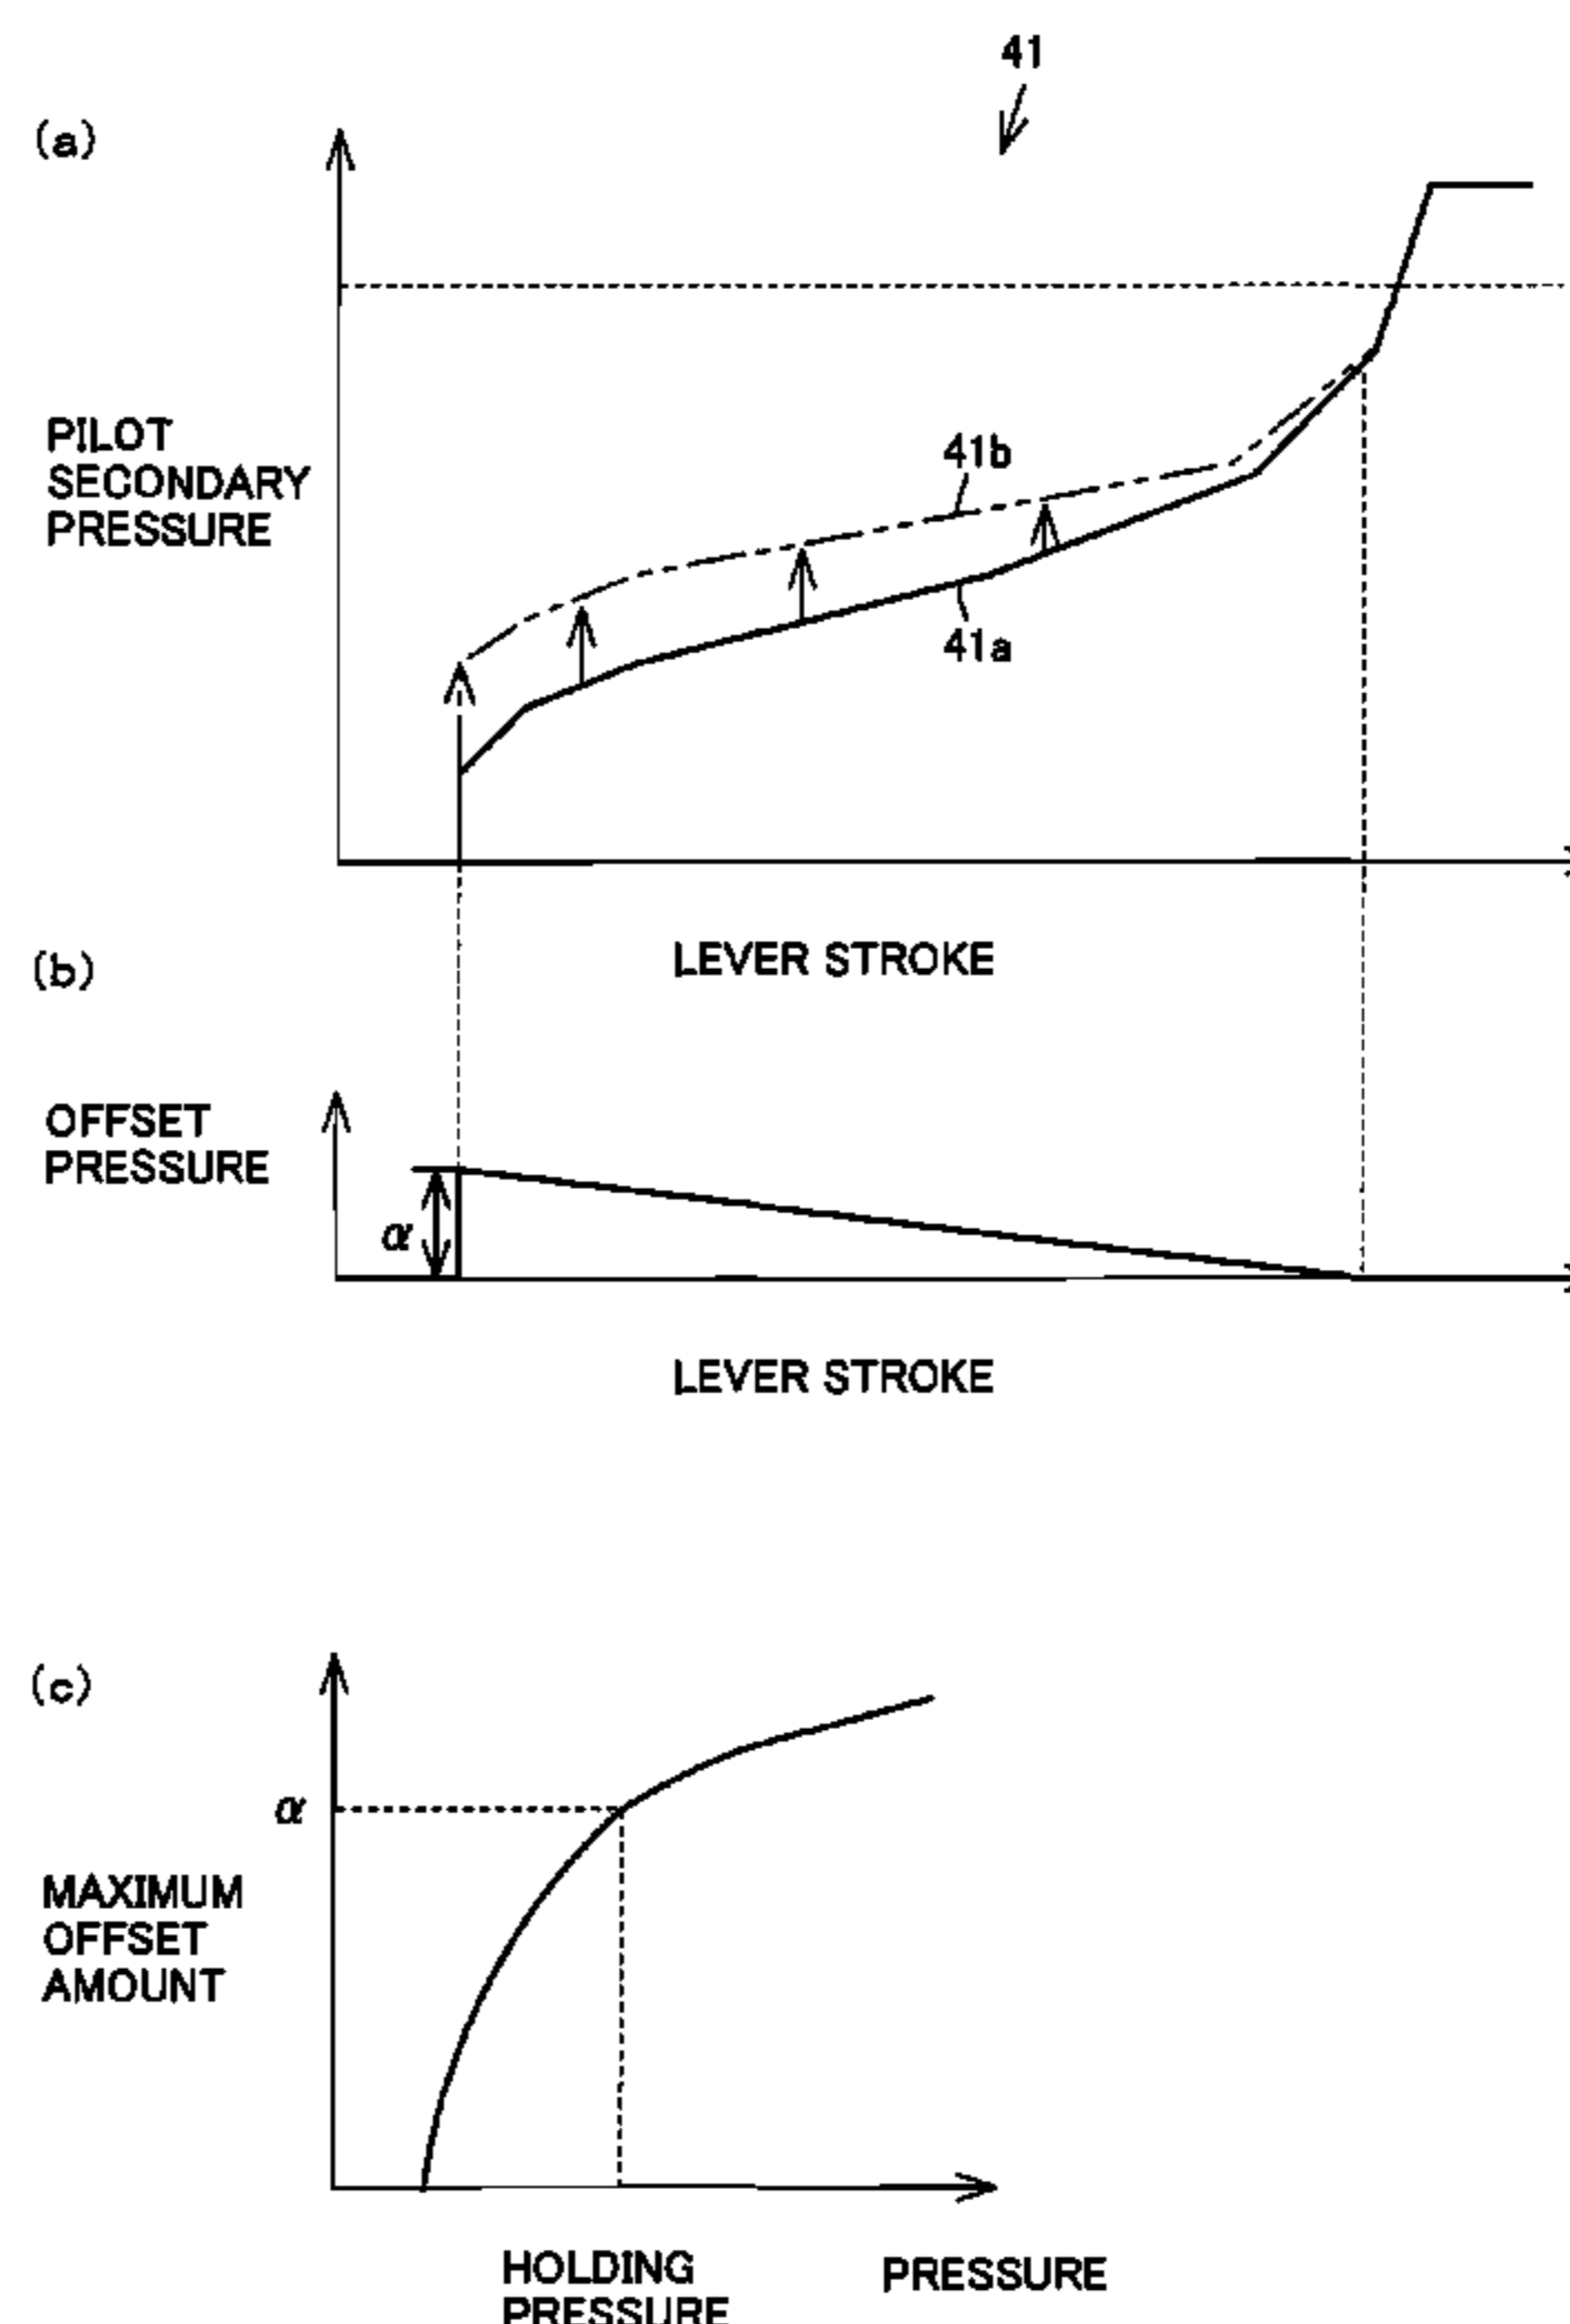 41
(a)
PILOT
SECONDARY
PRESSURE
41b
41a
LEVER STROKE
(b)
OFFSET
PRESSURE
α
LEVER STROKE
(c)
α
MAXIMUM
OFFSET
AMOUNT
HOLDING
PRESSURE
PRESSURE